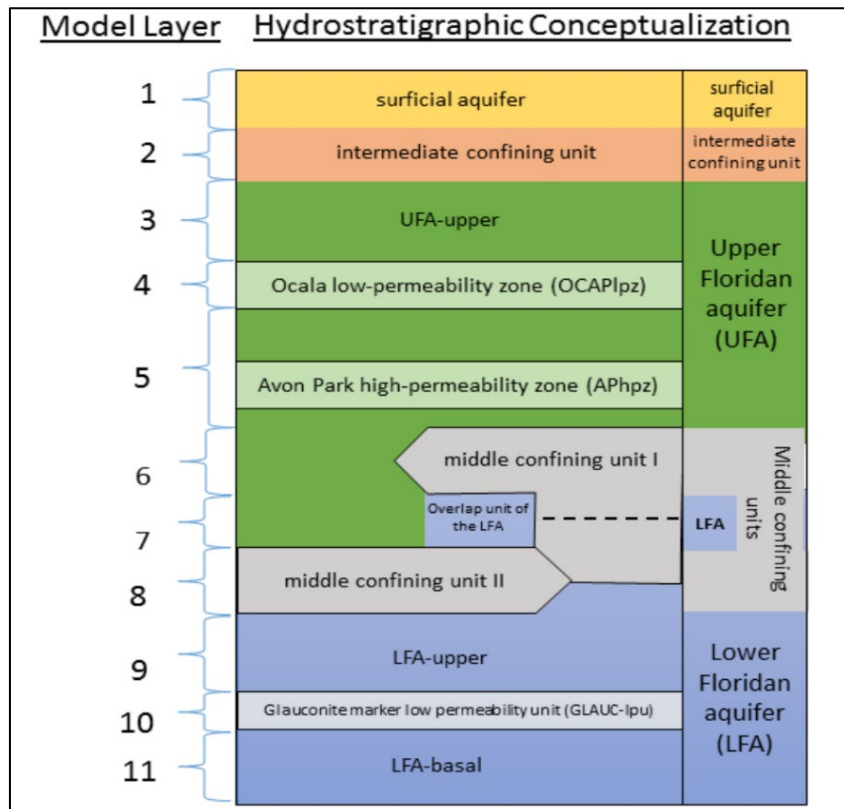 Model Layer
Hydrostratigraphic Conceptualization
1
surficial aquifer
surficial
aquifer
2
intermediate confining unit
intermediate
confining unit
3
UFA-upper
Upper
Floridan
aquifer
(UFA)
4
Ocala low-permeability zone (OCAPlpz)
5
Avon Park high-permeability zone (APhpz)
6
middle confining unit I
Middle confining
units
7
Overlap unit of
the LFA
LFA
8
middle confining unit II
9
LFA-upper
Lower
Floridan
aquifer
(LFA)
10
Glauconite marker low permeability unit (GLAUC-lpu)
11
LFA-basal